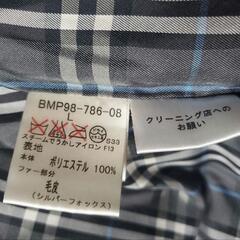 BMP98-786-08
L
S33
スチームでうかしアイロン F13
表地
本体 ポリエステル 100%
ファー部分
毛皮
(シルバーフォックス)
クリーニング店への
お願い